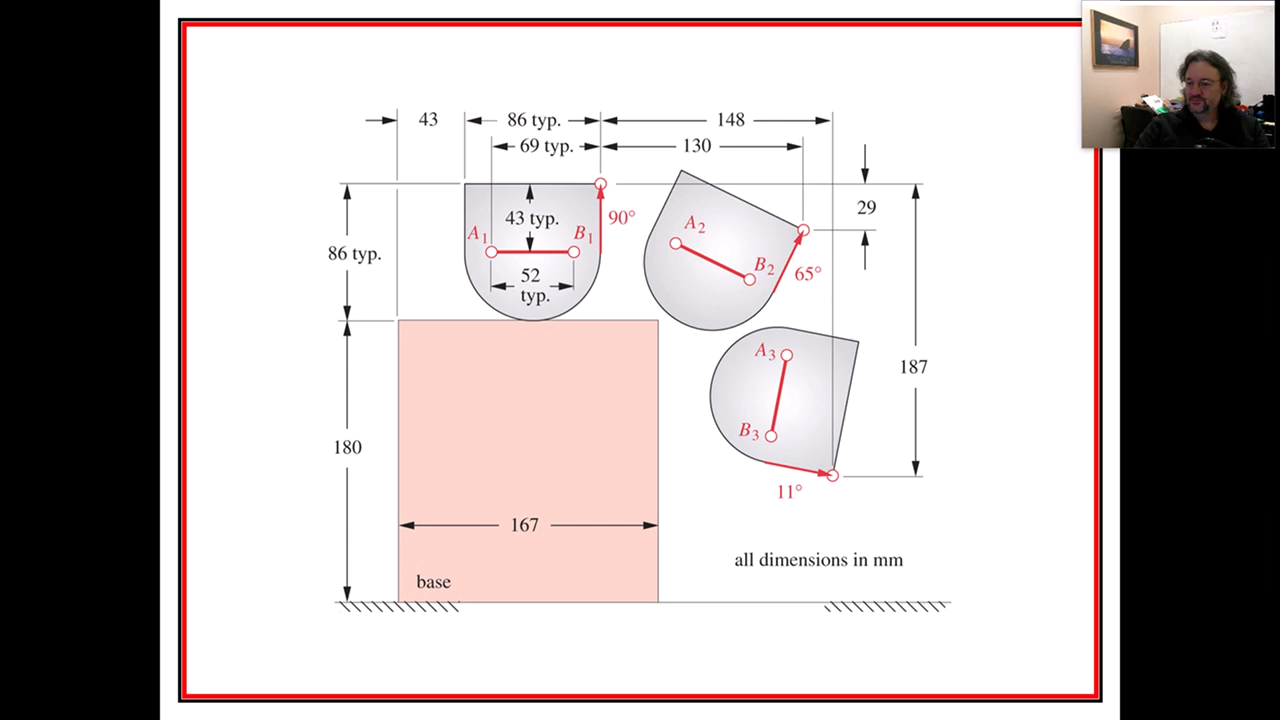 43
86 typ.
148
69 typ.
130
29
43 typ.
90°
A1
B1
86 typ.
52
typ.
A2
B2
65°
A3
187
B3
180
11°
167
all dimensions in mm
base